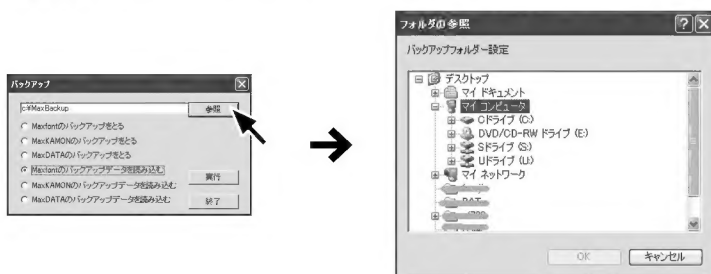 バックアップ
c:¥MaxBackup
参照
Maxfontのバックアップをとる
MaxKAMONのバックアップをとる
MaxDATAのバックアップをとる
Maxfontのバックアップデータを読み込む
MaxKAMONのバックアップデータを読み込む
MaxDATAのバックアップデータを読み込む
実行
終了
フォルダの参照
バックアップフォルダー設定
デスクトップ
マイ ドキュメント
マイ コンピュータ
Cドライブ (C:)
DVD/CD-RW ドライブ (E:)
Sドライブ (S:)
Uドライブ (U:)
マイ ネットワーク
OK
キャンセル